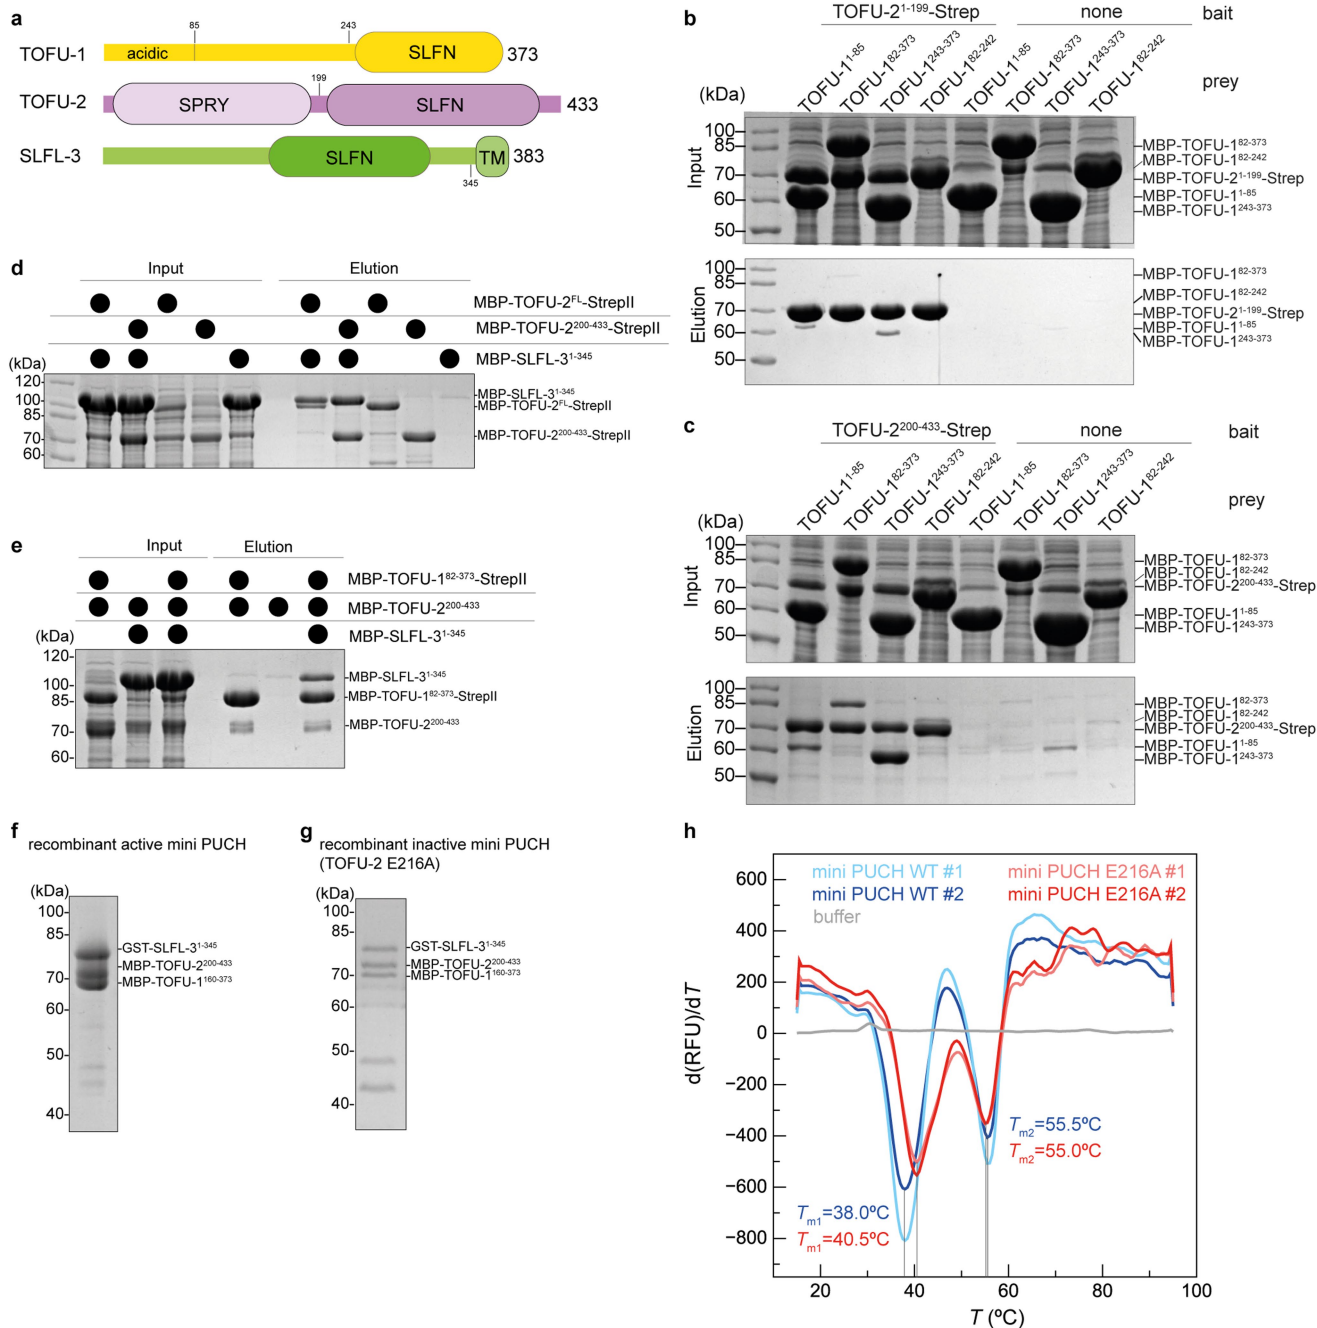 a
85
243
TOFU-1
acidic
SLFN
373
199
TOFU-2
SPRY
SLFN
433
SLFL-3
SLFN
TM
383
345
b
TOFU-2¹⁻¹⁹⁹-Strep
none
bait
TOFU-1¹⁻⁸⁵
TOFU-1⁸²⁻³⁷³
TOFU-1²⁴³⁻³⁷³
TOFU-1⁸²⁻²⁴²
TOFU-1¹⁻⁸⁵
TOFU-1⁸²⁻³⁷³
TOFU-1²⁴³⁻³⁷³
TOFU-1⁸²⁻²⁴²
prey
(kDa)
Input
100
85
70
60
50
MBP-TOFU-1⁸²⁻³⁷³
MBP-TOFU-1⁸²⁻²⁴²
MBP-TOFU-2¹⁻¹⁹⁹-Strep
MBP-TOFU-1¹⁻⁸⁵
MBP-TOFU-1²⁴³⁻³⁷³
Elution
100
85
70
60
50
MBP-TOFU-1⁸²⁻³⁷³
MBP-TOFU-1⁸²⁻²⁴²
MBP-TOFU-2¹⁻¹⁹⁹-Strep
MBP-TOFU-1¹⁻⁸⁵
MBP-TOFU-1²⁴³⁻³⁷³
c
TOFU-2²⁰⁰⁻⁴³³-Strep
none
bait
TOFU-1¹⁻⁸⁵
TOFU-1⁸²⁻³⁷³
TOFU-1²⁴³⁻³⁷³
TOFU-1⁸²⁻²⁴²
TOFU-1¹⁻⁸⁵
TOFU-1⁸²⁻³⁷³
TOFU-1²⁴³⁻³⁷³
TOFU-1⁸²⁻²⁴²
prey
(kDa)
Input
100
85
70
60
50
MBP-TOFU-1⁸²⁻³⁷³
MBP-TOFU-1⁸²⁻²⁴²
MBP-TOFU-2²⁰⁰⁻⁴³³-Strep
MBP-TOFU-1¹⁻⁸⁵
MBP-TOFU-1²⁴³⁻³⁷³
Elution
100
85
70
60
50
MBP-TOFU-1⁸²⁻³⁷³
MBP-TOFU-1⁸²⁻²⁴²
MBP-TOFU-2²⁰⁰⁻⁴³³-Strep
MBP-TOFU-1¹⁻⁸⁵
MBP-TOFU-1²⁴³⁻³⁷³
d
Input
Elution
MBP-TOFU-2ᶠᴸ-StrepII
MBP-TOFU-2²⁰⁰⁻⁴³³-StrepII
MBP-SLFL-3¹⁻³⁴⁵
(kDa)
120
100
85
70
60
MBP-SLFL-3¹⁻³⁴⁵
MBP-TOFU-2ᶠᴸ-StrepII
MBP-TOFU-2²⁰⁰⁻⁴³³-StrepII
e
Input
Elution
MBP-TOFU-1⁸²⁻³⁷³-StrepII
MBP-TOFU-2²⁰⁰⁻⁴³³
MBP-SLFL-3¹⁻³⁴⁵
(kDa)
120
100
85
70
60
MBP-SLFL-3¹⁻³⁴⁵
MBP-TOFU-1⁸²⁻³⁷³-StrepII
MBP-TOFU-2²⁰⁰⁻⁴³³
f
recombinant active mini PUCH
(kDa)
100
85
70
60
50
40
GST-SLFL-3¹⁻³⁴⁵
MBP-TOFU-2²⁰⁰⁻⁴³³
MBP-TOFU-1¹⁶⁰⁻³⁷³
g
recombinant inactive mini PUCH
(TOFU-2 E216A)
(kDa)
100
85
70
60
50
40
GST-SLFL-3¹⁻³⁴⁵
MBP-TOFU-2²⁰⁰⁻⁴³³
MBP-TOFU-1¹⁶⁰⁻³⁷³
h
mini PUCH WT #1
mini PUCH WT #2
buffer
mini PUCH E216A #1
mini PUCH E216A #2
d(RFU)/dT
600
400
200
0
−200
−400
−600
−800
Tm2=55.5ºC
Tm2=55.0ºC
Tm1=38.0ºC
Tm1=40.5ºC
20
40
60
80
100
T (ºC)